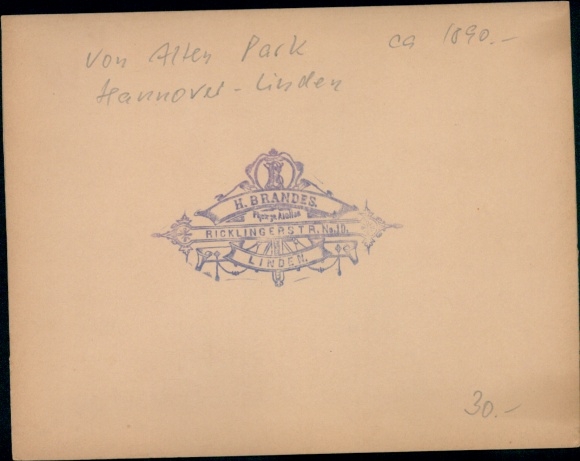 von Alten Park ca 1890.-
Hannover - Linden
H. BRANDES.
RICKLINGERSTR. No. 10.
LINDEN.
30.-